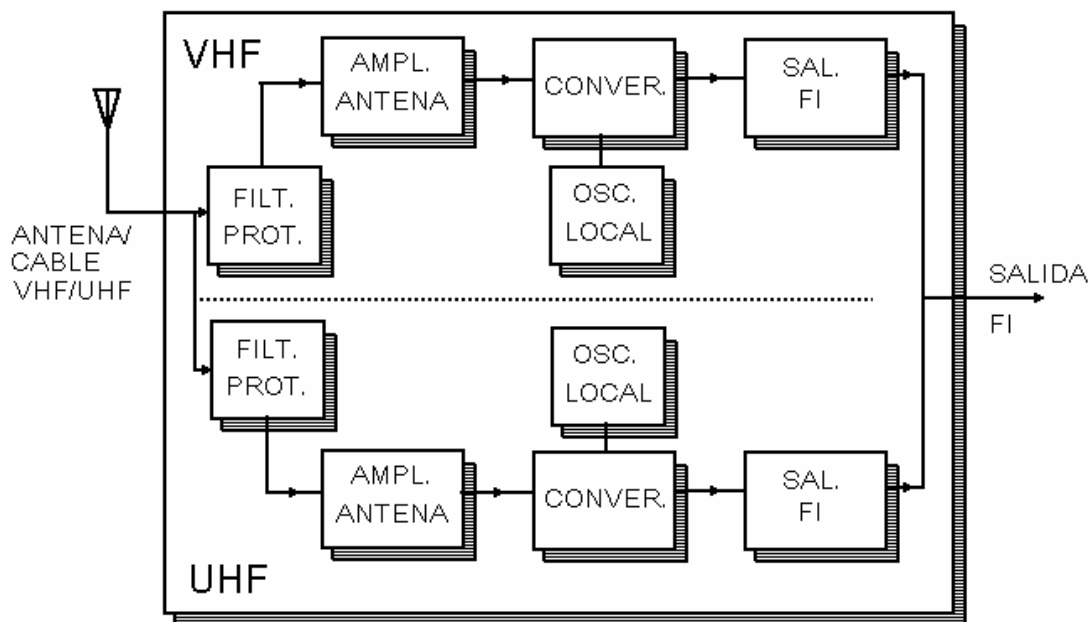 VHF
AMPL.
ANTENA
CONVER.
SAL.
FI
FILT.
PROT.
OSC.
LOCAL
ANTENA/
CABLE
VHF/UHF
SALIDA
FI
FILT.
PROT.
OSC.
LOCAL
AMPL.
ANTENA
CONVER.
SAL.
FI
UHF